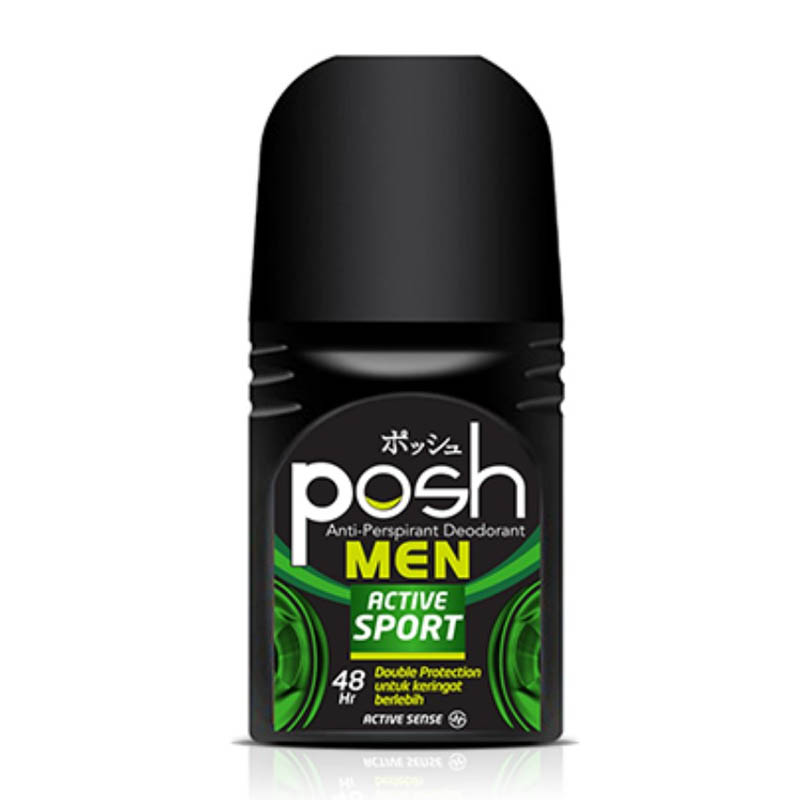 ポッシュ
posh
Anti-Perspirant Deodorant
MEN
ACTIVE
SPORT
48
Hr
Double Protection
untuk keringat
berlebih
ACTIVE SENSE